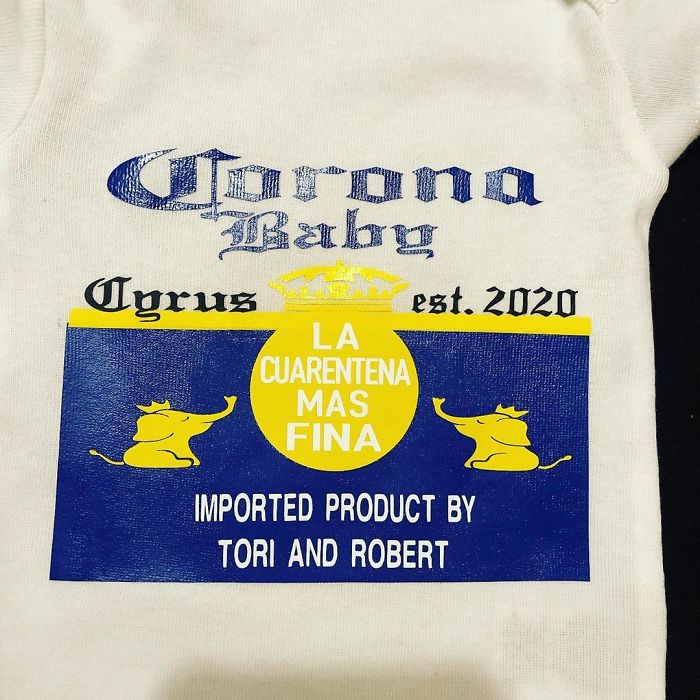 Corona
Baby
Cyrus est. 2020
LA
CUARENTENA
MAS
FINA
IMPORTED PRODUCT BY
TORI AND ROBERT